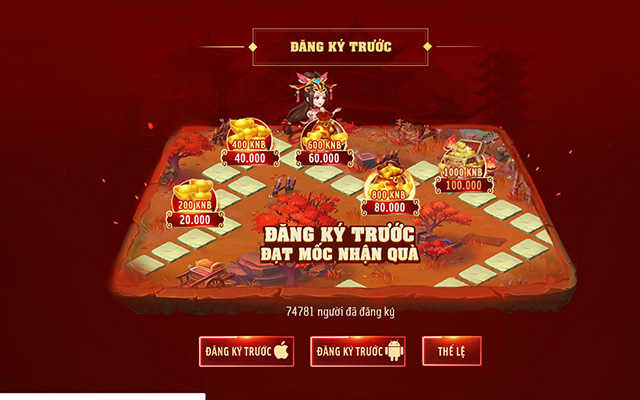 ĐĂNG KÝ TRƯỚC
400 KNB
40.000
600 KNB
60.000
1000 KNB
100.000
200 KNB
20.000
800 KNB
80.000
ĐĂNG KÝ TRƯỚC
ĐẠT MỐC NHẬN QUÀ
74781 người đã đăng ký
ĐĂNG KÝ TRƯỚC
ĐĂNG KÝ TRƯỚC
THỂ LỆ